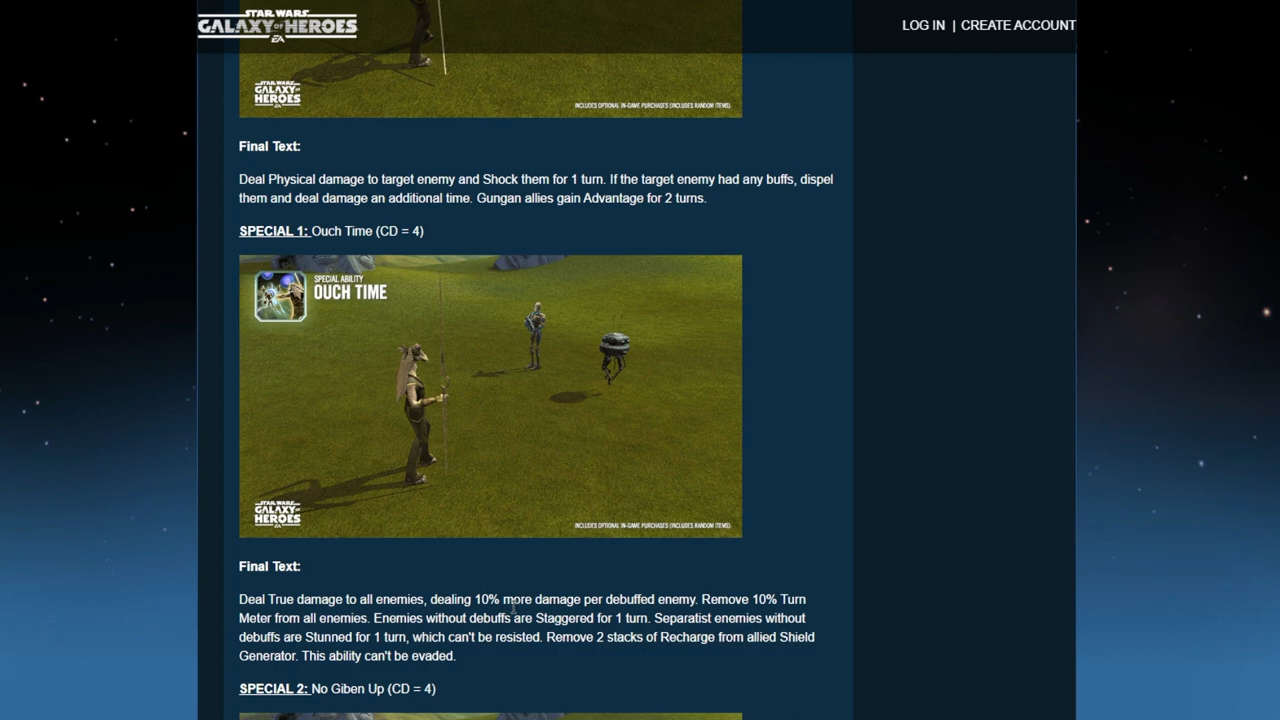 STAR WARS
GALAXY OF HEROES
EA
LOG IN | CREATE ACCOUNT
STAR WARS
GALAXY OF
HEROES
EA
INCLUDES OPTIONAL IN-GAME PURCHASES (INCLUDES RANDOM ITEMS).
Final Text:
Deal Physical damage to target enemy and Shock them for 1 turn. If the target enemy had any buffs, dispel
them and deal damage an additional time. Gungan allies gain Advantage for 2 turns.
SPECIAL 1: Ouch Time (CD = 4)
SPECIAL ABILITY
OUCH TIME
STAR WARS
GALAXY OF
HEROES
EA
INCLUDES OPTIONAL IN-GAME PURCHASES (INCLUDES RANDOM ITEMS).
Final Text:
Deal True damage to all enemies, dealing 10% more damage per debuffed enemy. Remove 10% Turn
Meter from all enemies. Enemies without debuffs are Staggered for 1 turn. Separatist enemies without
debuffs are Stunned for 1 turn, which can't be resisted. Remove 2 stacks of Recharge from allied Shield
Generator. This ability can't be evaded.
SPECIAL 2: No Giben Up (CD = 4)